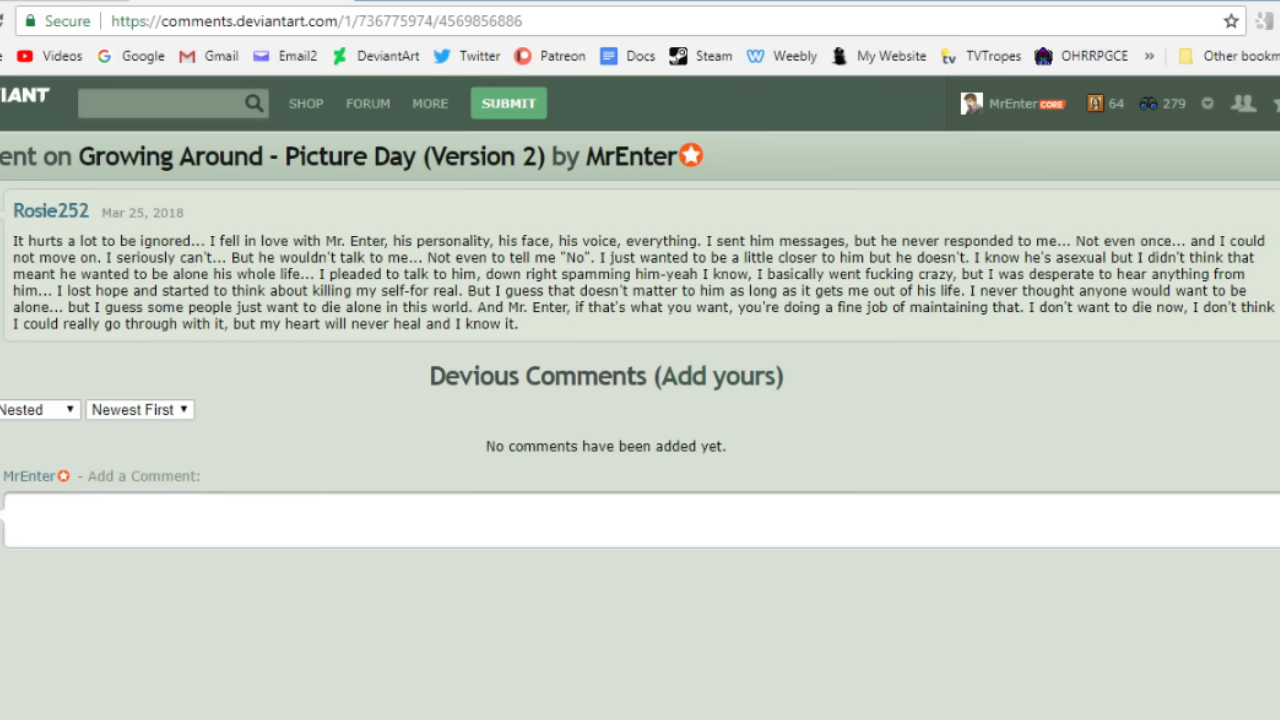 Secure https://comments.deviantart.com/1/736775974/4569856886
Videos Google Gmail Email2 DeviantArt Twitter Patreon Docs Steam Weebly My Website TVTropes OHRRPGCE » Other bookm
IANT SHOP FORUM MORE SUBMIT MrEnter CORE 64 279
ent on Growing Around - Picture Day (Version 2) by MrEnter
Rosie252 Mar 25, 2018
It hurts a lot to be ignored... I fell in love with Mr. Enter, his personality, his face, his voice, everything. I sent him messages, but he never responded to me... Not even once... and I could
not move on. I seriously can't... But he wouldn't talk to me... Not even to tell me "No". I just wanted to be a little closer to him but he doesn't. I know he's asexual but I didn't think that
meant he wanted to be alone his whole life... I pleaded to talk to him, down right spamming him-yeah I know, I basically went fucking crazy, but I was desperate to hear anything from
him... I lost hope and started to think about killing my self-for real. But I guess that doesn't matter to him as long as it gets me out of his life. I never thought anyone would want to be
alone... but I guess some people just want to die alone in this world. And Mr. Enter, if that's what you want, you're doing a fine job of maintaining that. I don't want to die now, I don't think
I could really go through with it, but my heart will never heal and I know it.
Devious Comments (Add yours)
Nested Newest First
No comments have been added yet.
MrEnter - Add a Comment: